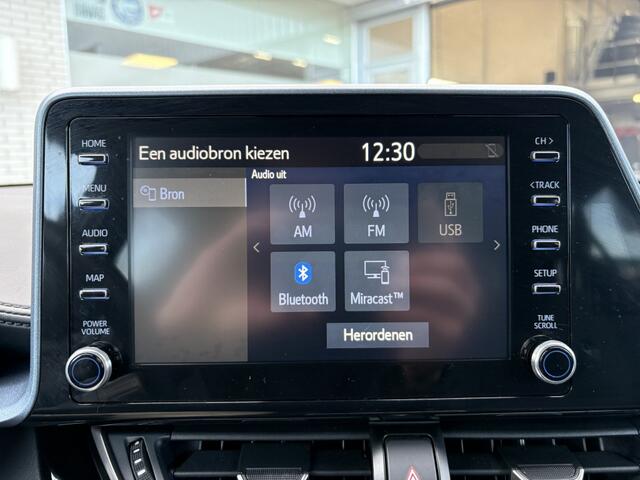 HOME
MENU
AUDIO
MAP
POWER
VOLUME
Een audiobron kiezen 12:30
Bron
Audio uit
AM
FM
USB
Bluetooth
Miracast™
Herordenen
CH >
< TRACK
PHONE
SETUP
TUNE
SCROLL